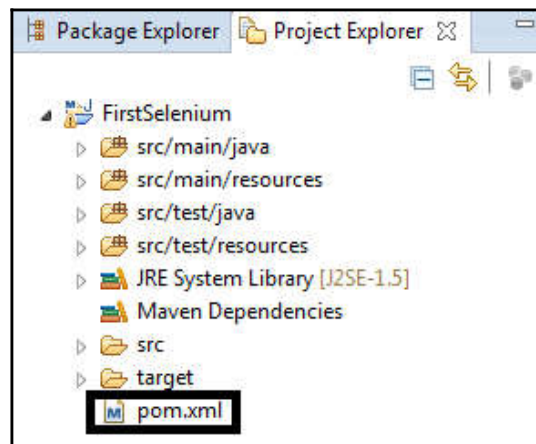 Package Explorer Project Explorer
FirstSelenium
src/main/java
src/main/resources
src/test/java
src/test/resources
JRE System Library [J2SE-1.5]
Maven Dependencies
src
target
pom.xml